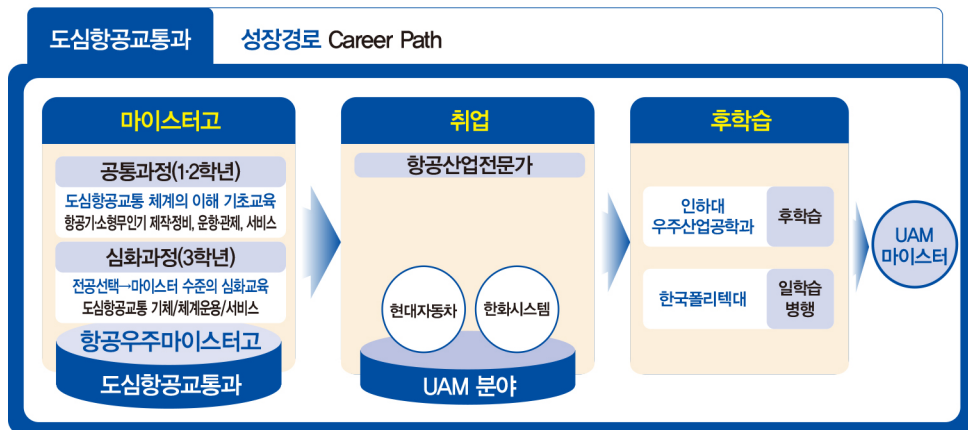 도심항공교통과
성장경로 Career Path
마이스터고
공통과정(1·2학년)
도심항공교통 체계의 이해 기초교육
항공기·소형무인기 제작정비, 운항·관제, 서비스
심화과정(3학년)
전공선택→마이스터 수준의 심화교육
도심항공교통 기체/체계운용/서비스
항공우주마이스터고
도심항공교통과
취업
항공산업전문가
현대자동차
한화시스템
UAM 분야
후학습
인하대
우주산업공학과
후학습
한국폴리텍대
일학습
병행
UAM
마이스터